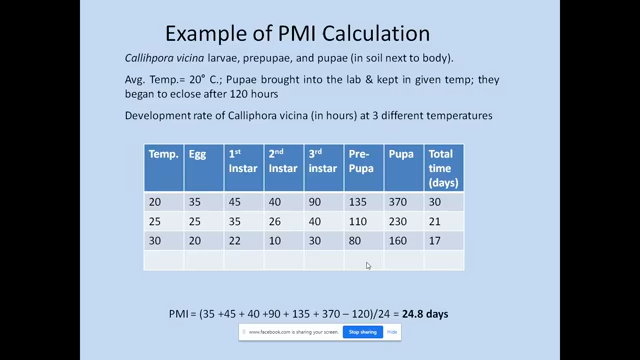 Example of PMI Calculation
Callihpora vicina larvae, prepupae, and pupae (in soil next to body).
Avg. Temp.= 20° C.; Pupae brought into the lab & kept in given temp; they
began to eclose after 120 hours
Development rate of Calliphora vicina (in hours) at 3 different temperatures
Temp. Egg 1st Instar 2nd Instar 3rd instar Pre-Pupa Pupa Total time (days)
20 35 45 40 90 135 370 30
25 25 35 26 40 110 230 21
30 20 22 10 30 80 160 17
PMI = (35 +45 + 40 +90 + 135 + 370 – 120)/24 = 24.8 days
www.facebook.com is sharing your screen. Stop sharing Hide